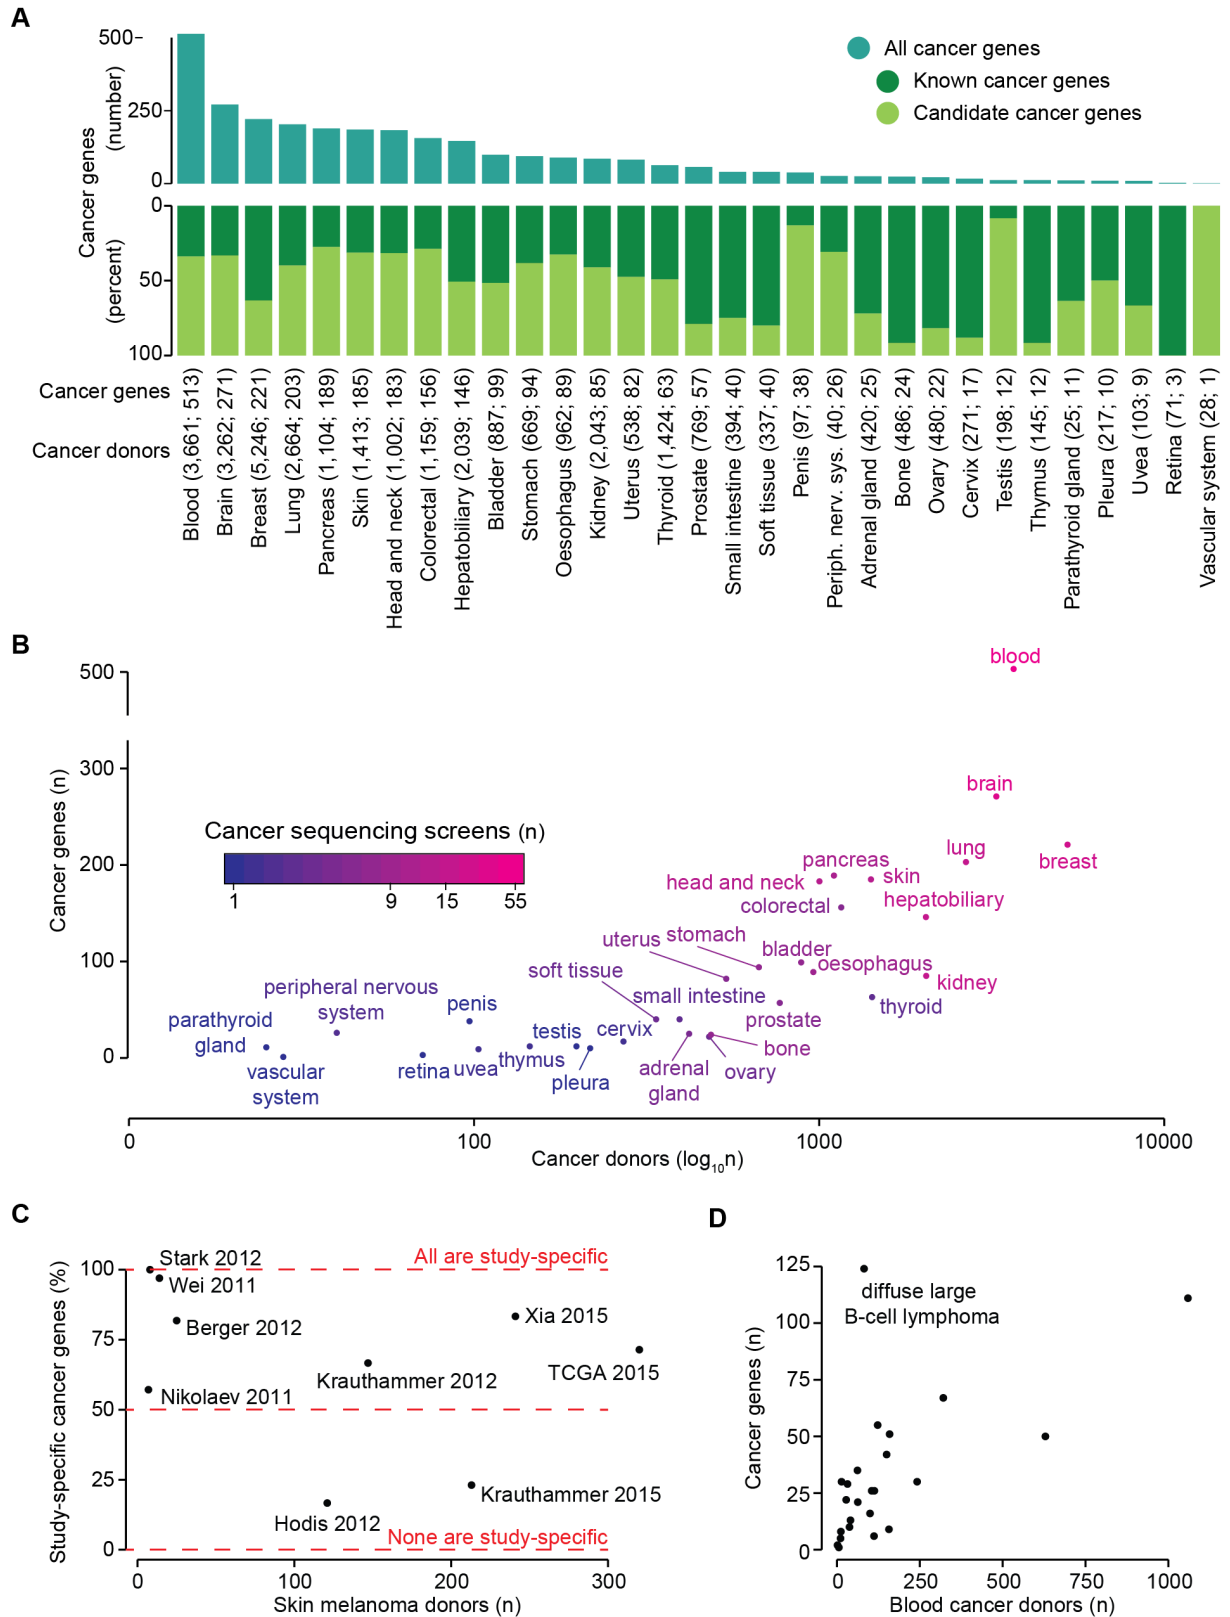 A
500
250
0
Cancer genes
(number)
All cancer genes
Known cancer genes
Candidate cancer genes
0
50
100
(percent)
Cancer genes
Cancer donors
Blood (3,661; 513)
Brain (3,262; 271)
Breast (5,246; 221)
Lung (2,664; 203)
Pancreas (1,104; 189)
Skin (1,413; 185)
Head and neck (1,002; 183)
Colorectal (1,159; 156)
Hepatobiliary (2,039; 146)
Bladder (887; 99)
Stomach (669; 94)
Oesophagus (962; 89)
Kidney (2,043; 85)
Uterus (538; 82)
Thyroid (1,424; 63)
Prostate (769; 57)
Small intestine (394; 40)
Soft tissue (337; 40)
Penis (97; 38)
Periph. nerv. sys. (40; 26)
Adrenal gland (420; 25)
Bone (486; 24)
Ovary (480; 22)
Cervix (271; 17)
Testis (198; 12)
Thymus (145; 12)
Parathyroid gland (25; 11)
Pleura (217; 10)
Uvea (103; 9)
Retina (71; 3)
Vascular system (28; 1)
B
500
300
200
100
0
Cancer genes (n)
Cancer sequencing screens (n)
1
9
15
55
blood
brain
lung
breast
pancreas
skin
head and neck
hepatobiliary
colorectal
uterus
stomach
bladder
oesophagus
soft tissue
kidney
small intestine
thyroid
peripheral nervous
system
penis
prostate
parathyroid
gland
testis
cervix
bone
vascular
system
retina
uvea
thymus
pleura
adrenal
gland
ovary
0
100
1000
10000
Cancer donors (log10n)
C
Study-specific cancer genes (%)
100
75
50
25
0
Stark 2012
All are study-specific
Wei 2011
Berger 2012
Xia 2015
Krauthammer 2012
TCGA 2015
Nikolaev 2011
Krauthammer 2015
Hodis 2012
None are study-specific
0
100
200
300
Skin melanoma donors (n)
D
Cancer genes (n)
125
100
75
50
25
0
diffuse large
B-cell lymphoma
0
250
500
750
1000
Blood cancer donors (n)